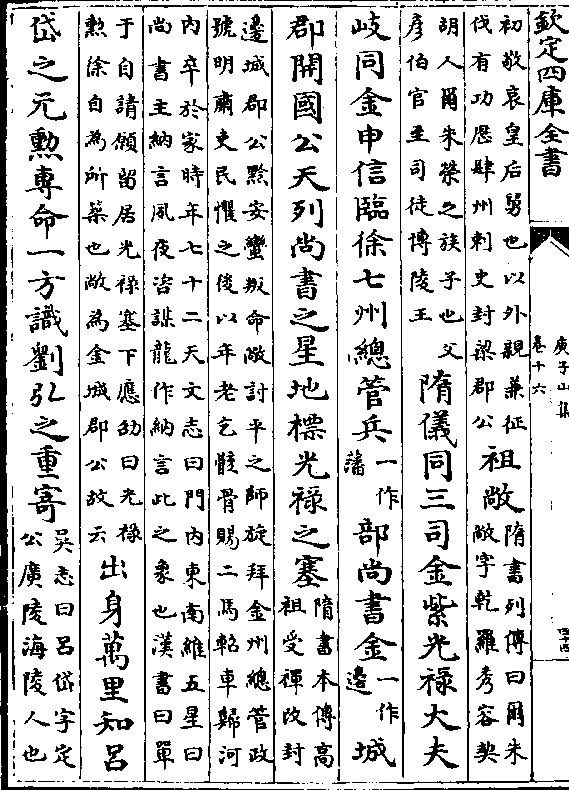 欽定四庫全書
庾子山集
卷十六
四十四
初敬哀皇后舅也以外親兼征
伐有功歷肆州刺史封梁郡公
祖敞
隋書列傳曰爾朱
敞字乾羅秀容契
胡人爾朱榮之族子也父
彥伯官至司徒博陵王
隋儀同三司金紫光祿大夫
岐同金申信臨徐七州總管兵
一作
藩
部尚書金
一作
邊
城
郡開國公天列尚書之星地標光祿之塞
隋書本傳高
祖受禪改封
邊城郡公黔安蠻叛命敞討平之師旋拜金州總管政
號明肅吏民懼之後以年老乞骸骨賜二馬軺車歸河
内卒於家時年七十二天文志曰門内東南維五星曰
尚書主納言夙夜咨謀龍作納言此之象也漢書曰單
于自請願留居光祿塞下應劭曰光祿
勲徐自為所築也敞為金城郡公故云
出身萬里知吕
岱之元勲專命一方識劉弘之重寄
吳志曰吕岱字定
公廣陵海陵人也